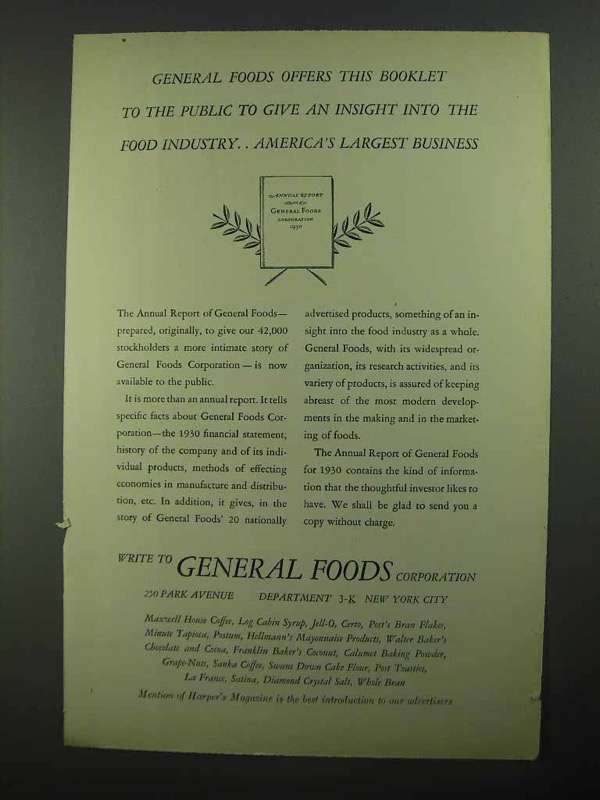 GENERAL FOODS OFFERS THIS BOOKLET
TO THE PUBLIC TO GIVE AN INSIGHT INTO THE
FOOD INDUSTRY.. AMERICA'S LARGEST BUSINESS
ANNUAL REPORT
GENERAL FOODS
CORPORATION
1930
The Annual Report of General Foods—
prepared, originally, to give our 42,000
stockholders a more intimate story of
General Foods Corporation—is now
available to the public.
It is more than an annual report. It tells
specific facts about General Foods Cor-
poration—the 1930 financial statement,
history of the company and of its indi-
vidual products, methods of effecting
economies in manufacture and distribu-
tion, etc. In addition, it gives, in the
story of General Foods' 20 nationally
advertised products, something of an in-
sight into the food industry as a whole.
General Foods, with its widespread or-
ganization, its research activities, and its
variety of products, is assured of keeping
abreast of the most modern develop-
ments in the making and in the market-
ing of foods.
The Annual Report of General Foods
for 1930 contains the kind of informa-
tion that the thoughtful investor likes to
have. We shall be glad to send you a
copy without charge.
WRITE TO GENERAL FOODS CORPORATION
250 PARK AVENUE DEPARTMENT 3-K NEW YORK CITY
Maxwell House Coffee, Log Cabin Syrup, Jell-O, Certo, Post's Bran Flakes,
Minute Tapioca, Postum, Hellmann's Mayonnaise Products, Walter Baker's
Chocolate and Cocoa, Franklin Baker's Coconut, Calumet Baking Powder,
Grape-Nuts, Sanka Coffee, Swans Down Cake Flour, Post Toasties,
La France, Satina, Diamond Crystal Salt, Whole Bran
Mention of Harper's Magazine is the best introduction to our advertisers